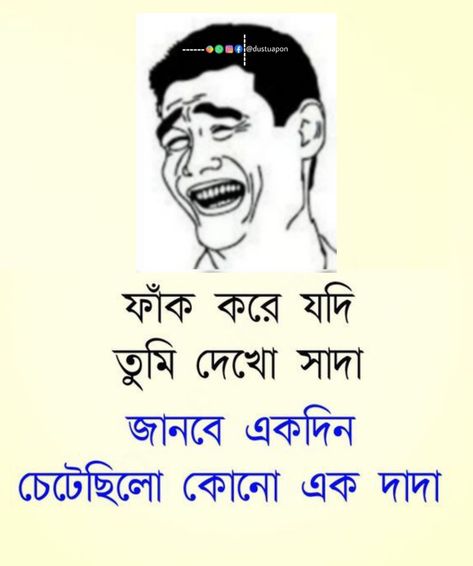 @dustuapon
ফাঁক করে যদি
তুমি দেখো সাদা
জানবে একদিন
চেটেছিলো কোনো এক দাদা